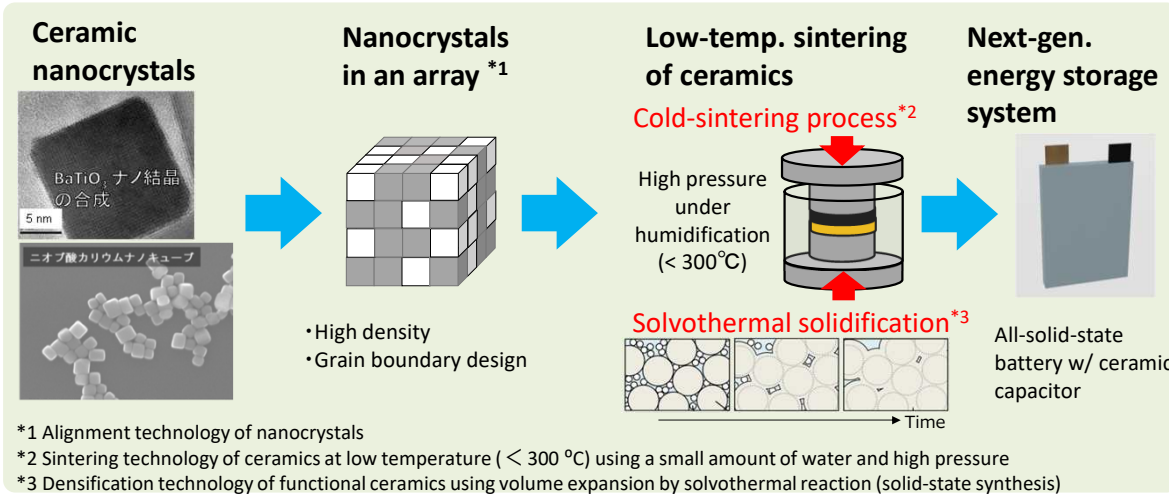 Ceramic
nanocrystals
BaTiO3 ナノ結晶
の合成
5 nm
ニオブ酸カリウムナノキューブ
Nanocrystals
in an array *1
・High density
・Grain boundary design
Low-temp. sintering
of ceramics
Cold-sintering process*2
High pressure
under
humidification
(< 300℃)
Solvothermal solidification*3
Time
Next-gen.
energy storage
system
All-solid-state
battery w/ ceramic
capacitor
*1 Alignment technology of nanocrystals
*2 Sintering technology of ceramics at low temperature (＜300 ⁰C) using a small amount of water and high pressure
*3 Densification technology of functional ceramics using volume expansion by solvothermal reaction (solid-state synthesis)